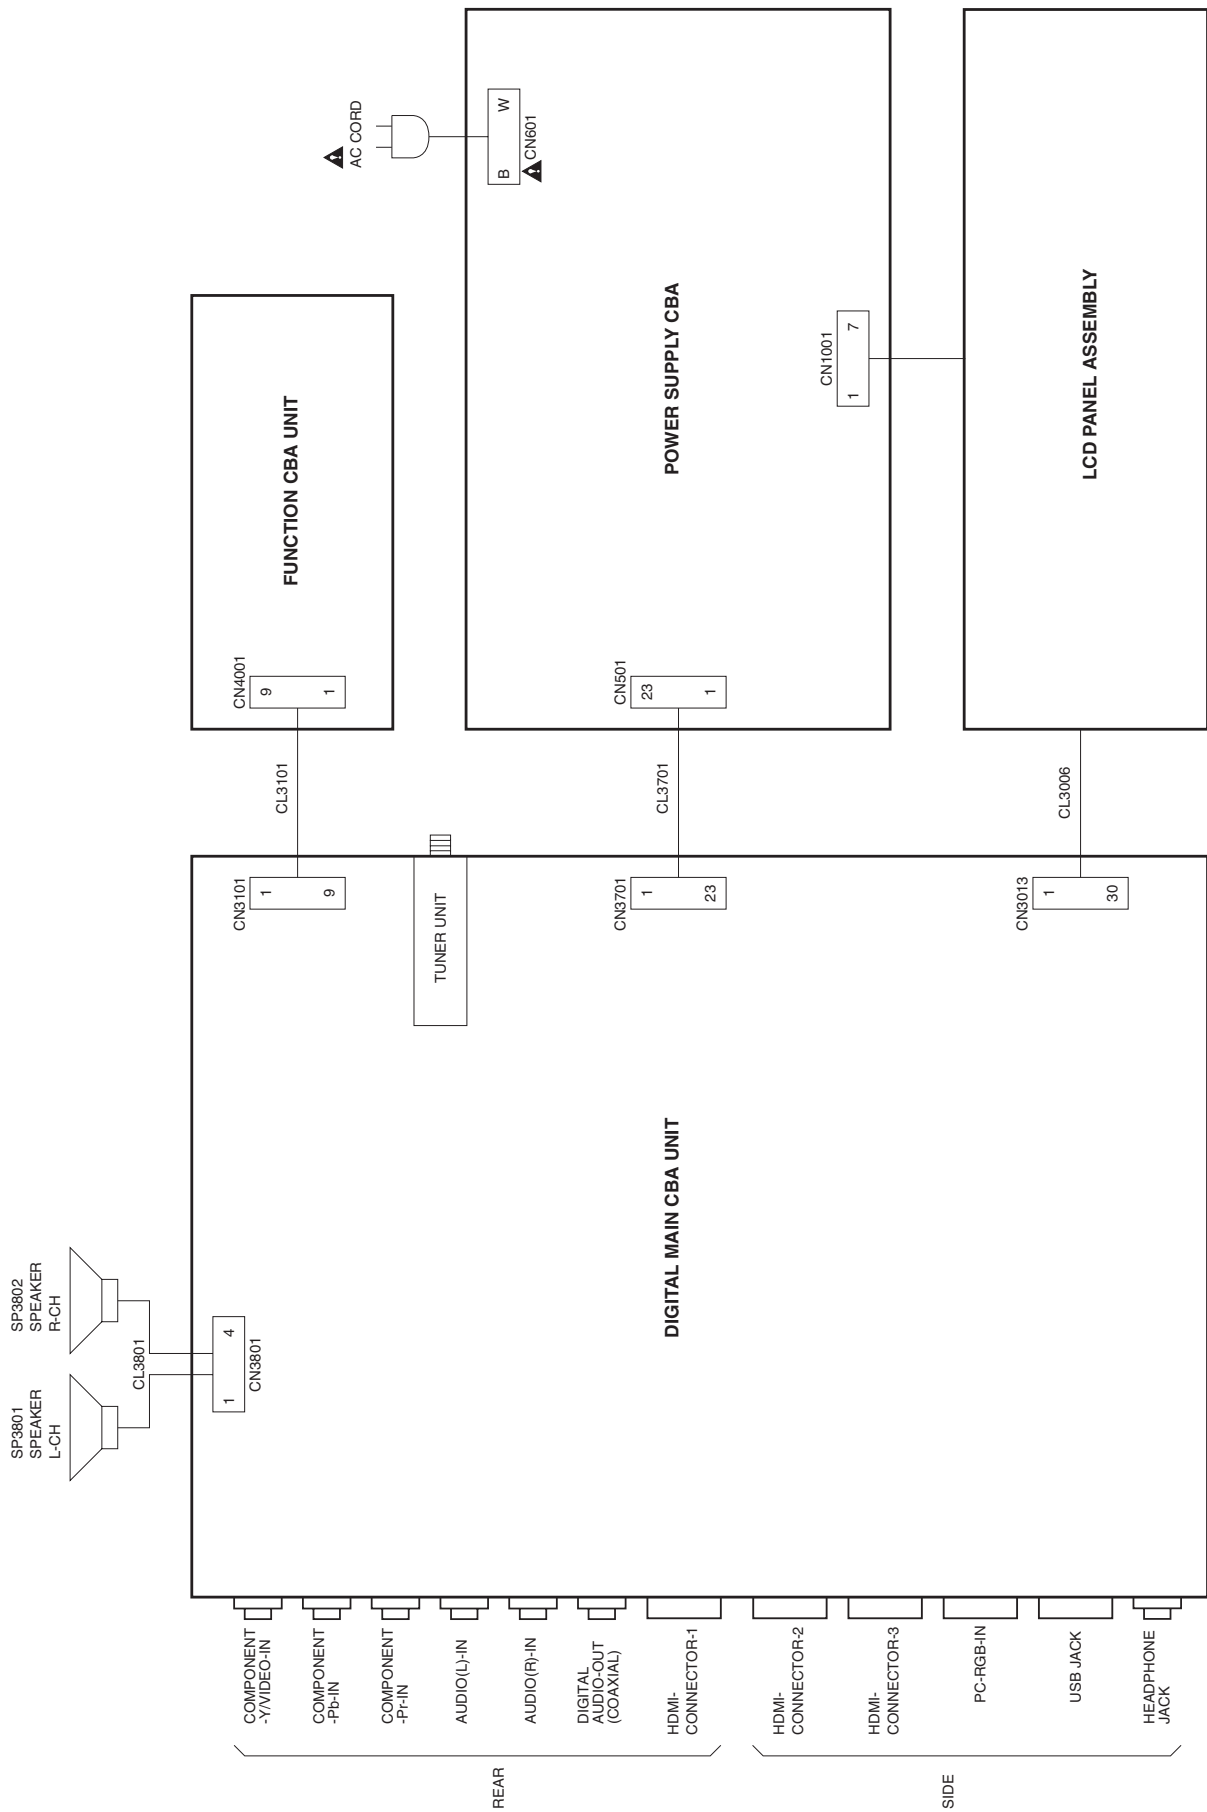 SP3801
SPEAKER
L-CH
SP3802
SPEAKER
R-CH
CL3801
1 4
CN3801
AC CORD
B W
CN601
FUNCTION CBA UNIT
CN4001
9
1
CL3101
CN3101
1
9
TUNER UNIT
POWER SUPPLY CBA
CN501
23
1
CN1001
1 7
CL3701
CN3701
1
23
LCD PANEL ASSEMBLY
CL3006
CN3013
1
30
DIGITAL MAIN CBA UNIT
REAR
COMPONENT
-Y/VIDEO-IN
COMPONENT
-Pb-IN
COMPONENT
-Pr-IN
AUDIO(L)-IN
AUDIO(R)-IN
DIGITAL
AUDIO-OUT
(COAXIAL)
HDMI-
CONNECTOR-1
SIDE
HDMI-
CONNECTOR-2
HDMI-
CONNECTOR-3
PC-RGB-IN
USB JACK
HEADPHONE
JACK